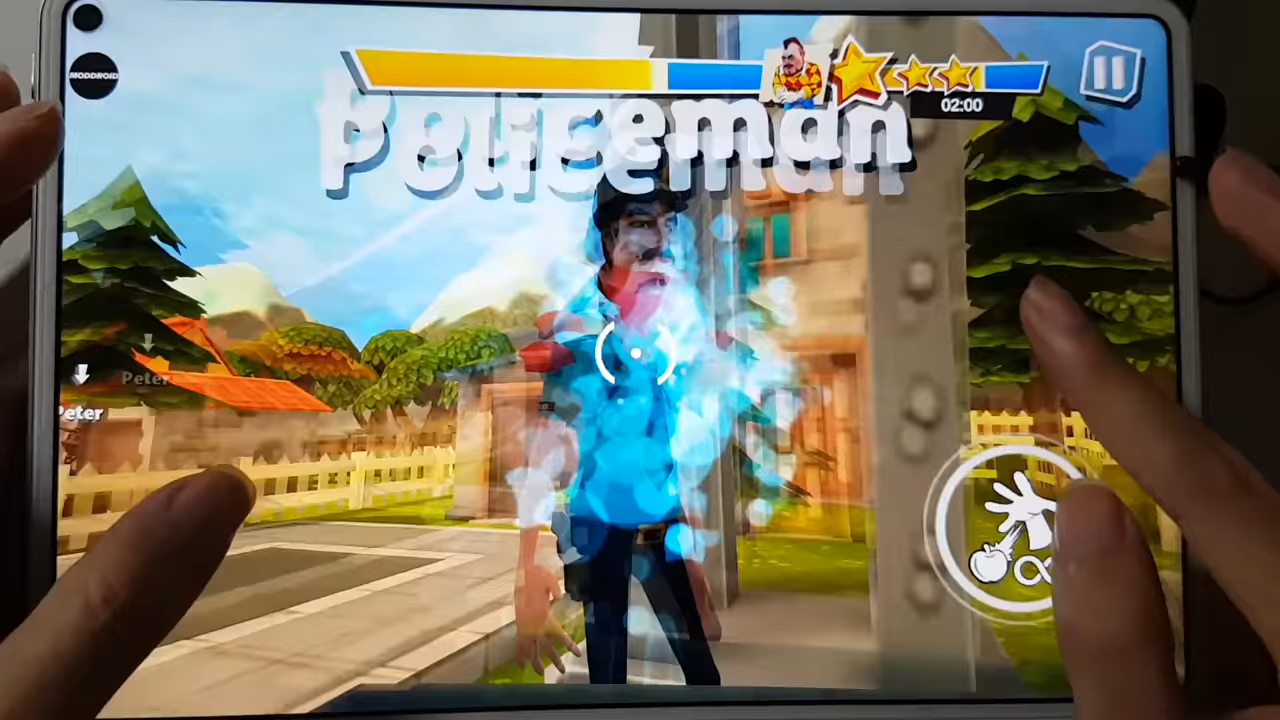 MODDROID
02:00
Policeman
Peter
Peter
∞